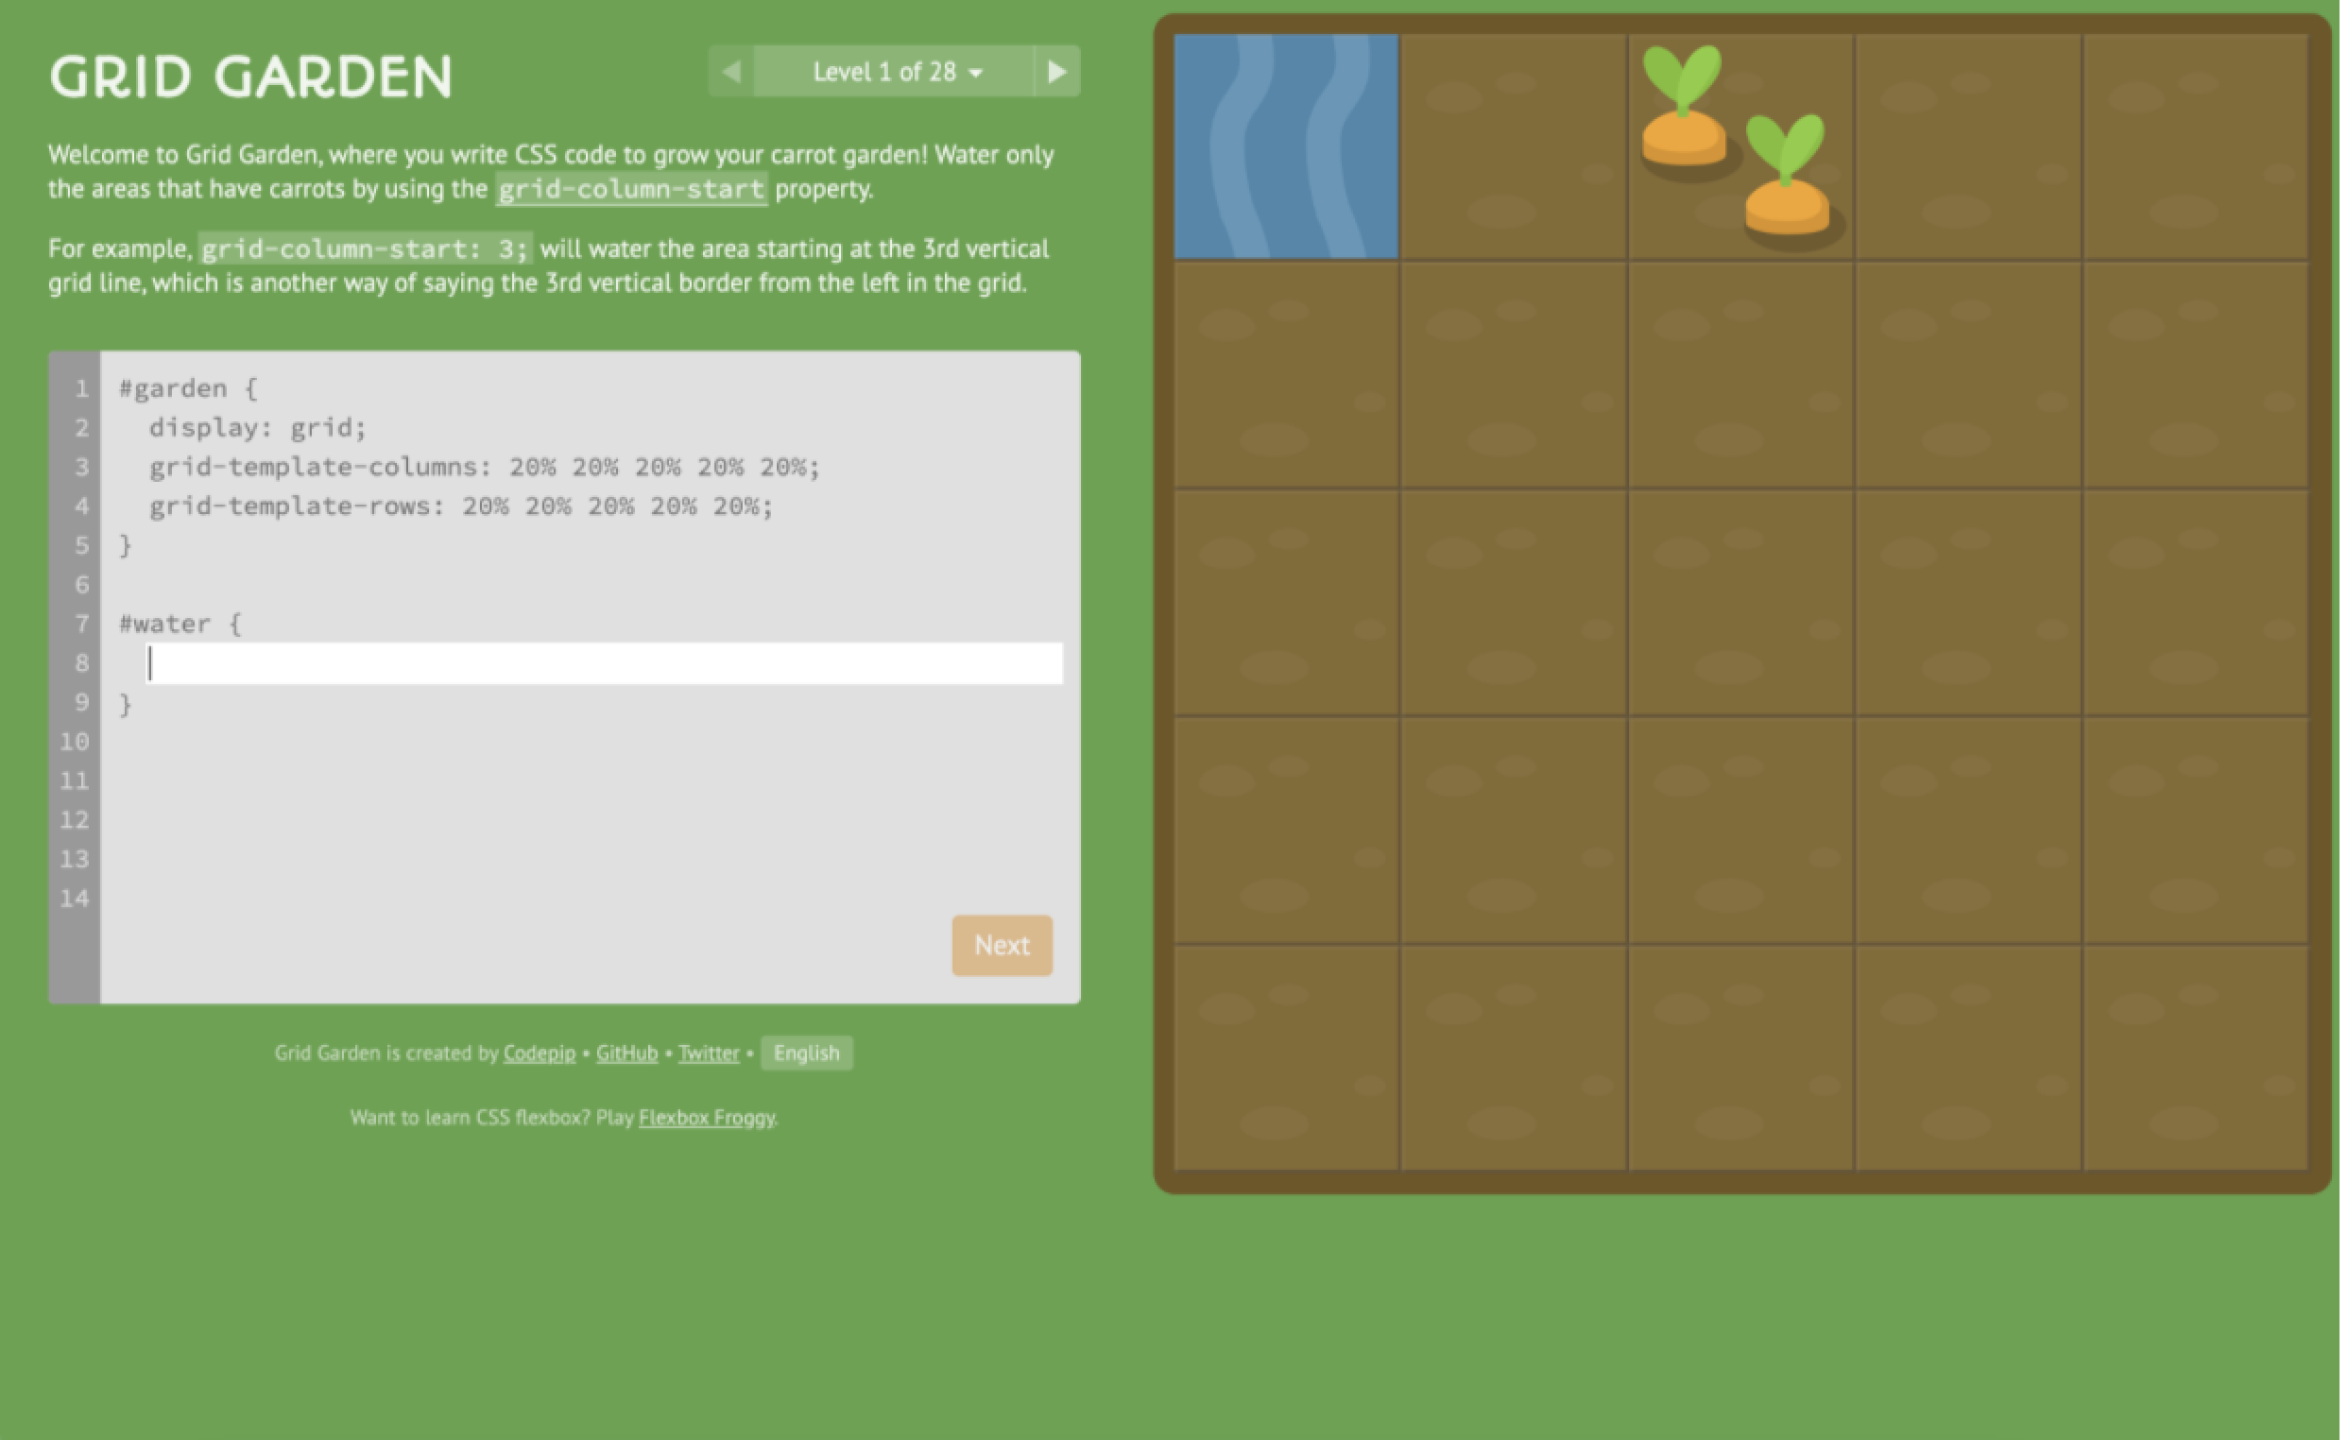 GRID GARDEN
Level 1 of 28
Welcome to Grid Garden, where you write CSS code to grow your carrot garden! Water only
the areas that have carrots by using the grid-column-start property.
For example, grid-column-start: 3; will water the area starting at the 3rd vertical
grid line, which is another way of saying the 3rd vertical border from the left in the grid.
1 #garden {
2 display: grid;
3 grid-template-columns: 20% 20% 20% 20% 20%;
4 grid-template-rows: 20% 20% 20% 20% 20%;
5 }
6
7 #water {
8
9 }
10
11
12
13
14
Next
Grid Garden is created by Codepip • GitHub • Twitter • English
Want to learn CSS flexbox? Play Flexbox Froggy.